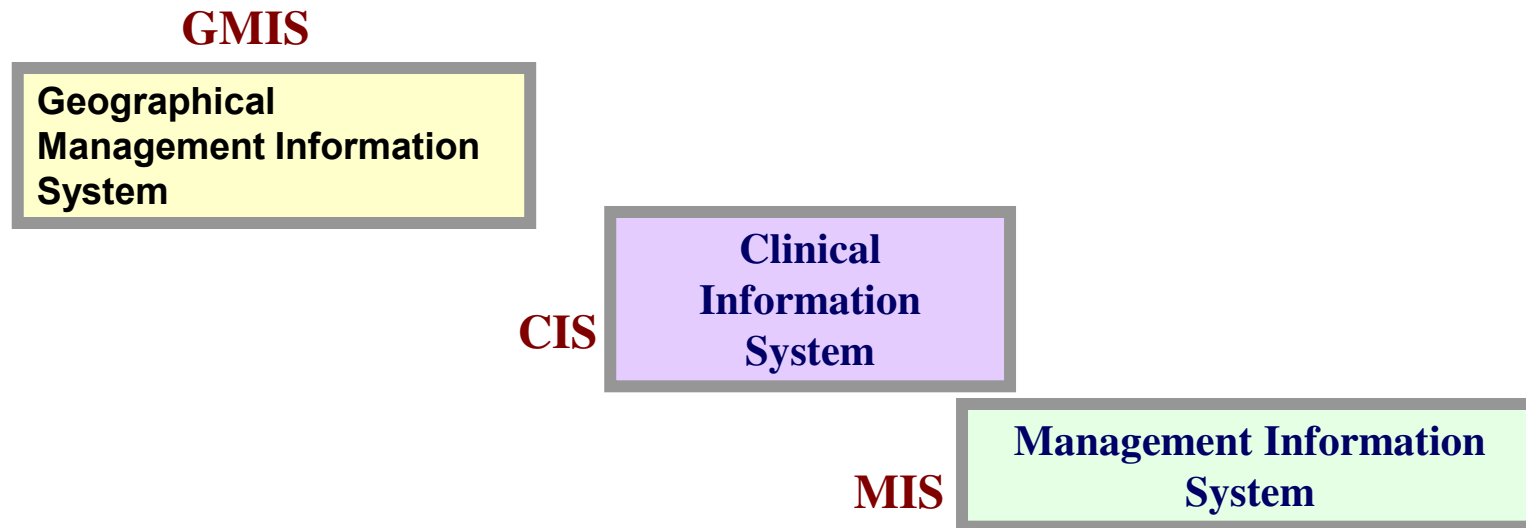 GMIS
Geographical
Management Information
System
Clinical
Information
System
CIS
Management Information
System
MIS